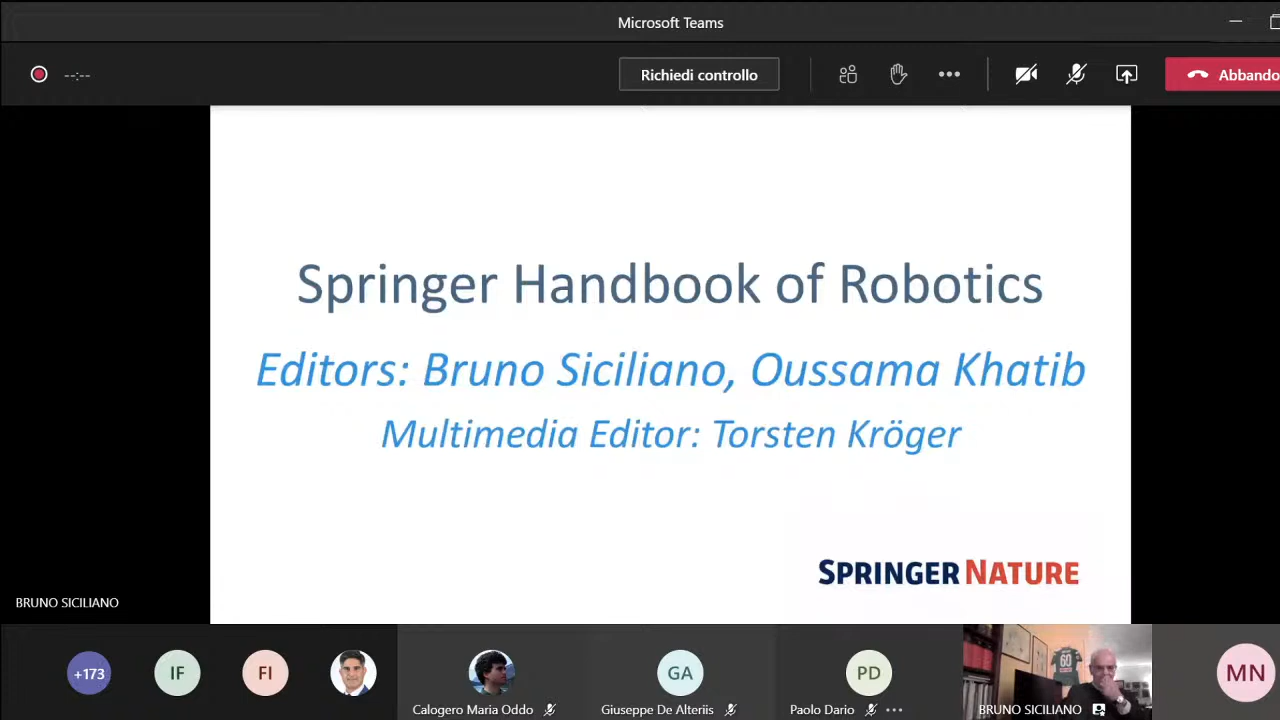 Microsoft Teams
--:--
Richiedi controllo
Abbando
Springer Handbook of Robotics
Editors: Bruno Siciliano, Oussama Khatib
Multimedia Editor: Torsten Kröger
SPRINGER NATURE
BRUNO SICILIANO
+173
IF
FI
GA
PD
60
MN
Calogero Maria Oddo
Giuseppe De Alteriis
Paolo Dario
BRUNO SICILIANO